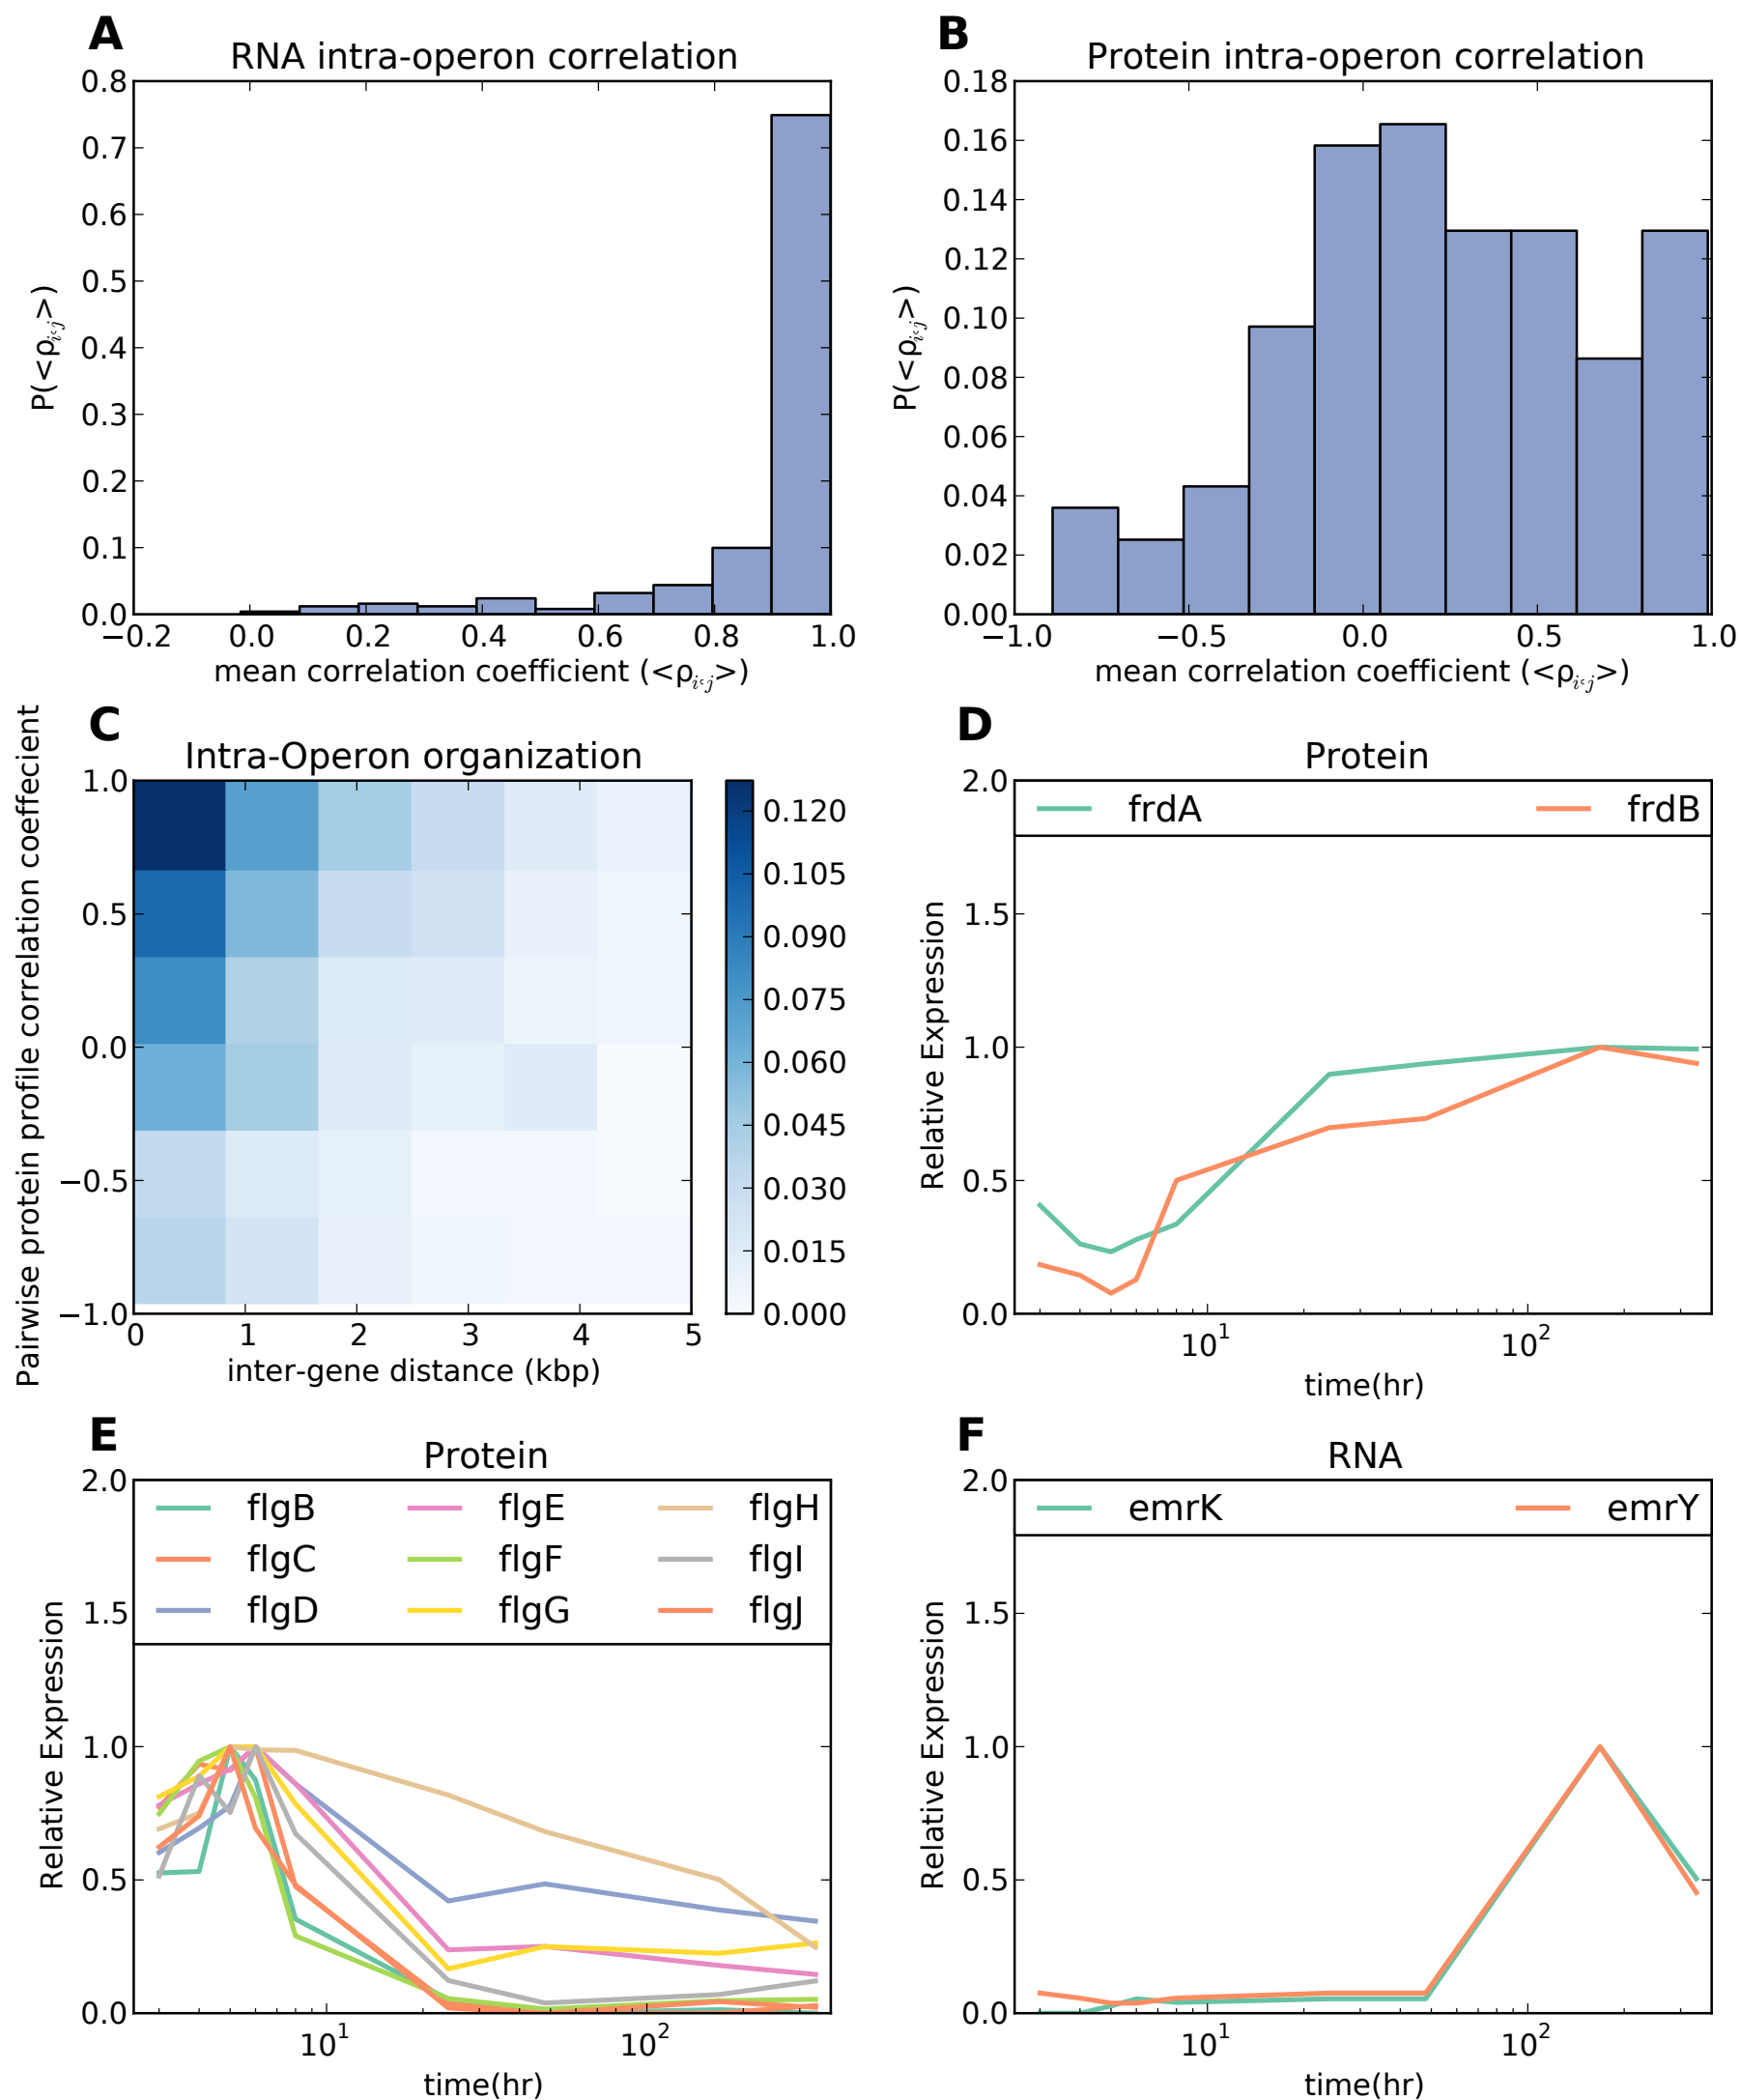 A
RNA intra-operon correlation
0.8
0.7
0.6
0.5
0.4
0.3
0.2
0.1
0.0
−0.2 0.0 0.2 0.4 0.6 0.8 1.0
mean correlation coefficient (<ρ >)
P(<ρ >)
B
Protein intra-operon correlation
0.18
0.16
0.14
0.12
0.10
0.08
0.06
0.04
0.02
0.00
−1.0 −0.5 0.0 0.5 1.0
mean correlation coefficient (<ρ >)
P(<ρ >)
C
Intra-Operon organization
Pairwise protein profile correlation coeffecient
1.0
0.5
0.0
−0.5
−1.0
0 1 2 3 4 5
inter-gene distance (kbp)
0.120
0.105
0.090
0.075
0.060
0.045
0.030
0.015
0.000
D
Protein
frdA frdB
Relative Expression
2.0
1.5
1.0
0.5
0.0
10¹ 10²
time(hr)
E
Protein
flgB flgE flgH
flgC flgF flgI
flgD flgG flgJ
Relative Expression
2.0
1.5
1.0
0.5
0.0
10¹ 10²
time(hr)
F
RNA
emrK emrY
Relative Expression
2.0
1.5
1.0
0.5
0.0
10¹ 10²
time(hr)